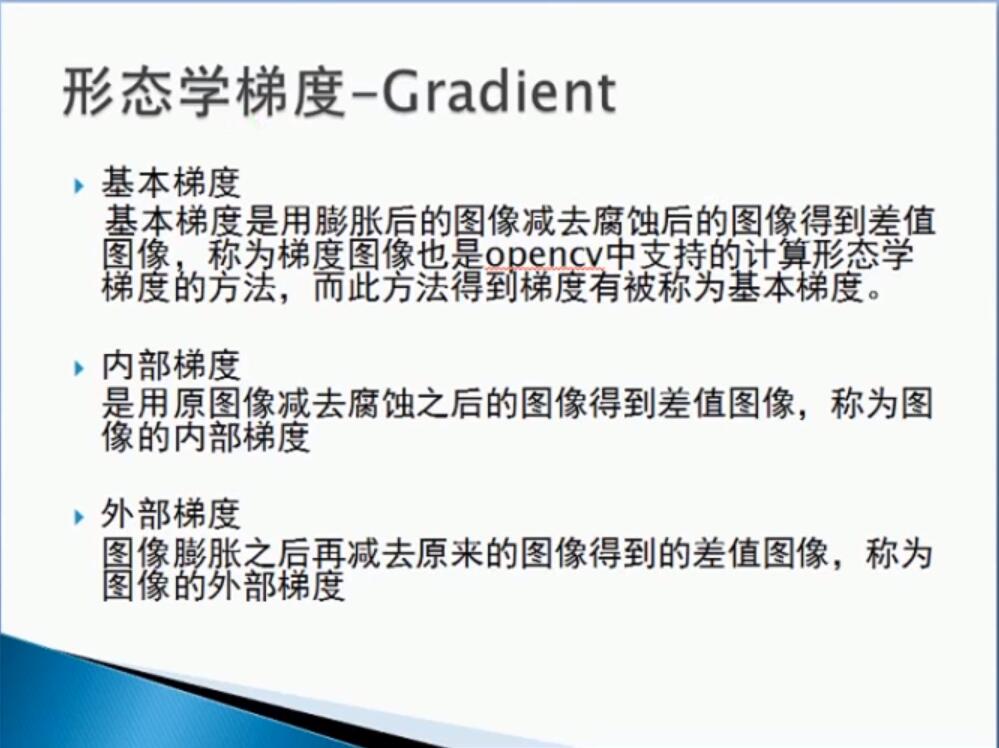 形态学梯度-Gradient
基本梯度
基本梯度是用膨胀后的图像减去腐蚀后的图像得到差值
图像，称为梯度图像也是opencv中支持的计算形态学
梯度的方法，而此方法得到梯度有被称为基本梯度。
内部梯度
是用原图像减去腐蚀之后的图像得到差值图像，称为图
像的内部梯度
外部梯度
图像膨胀之后再减去原来的图像得到的差值图像，称为
图像的外部梯度